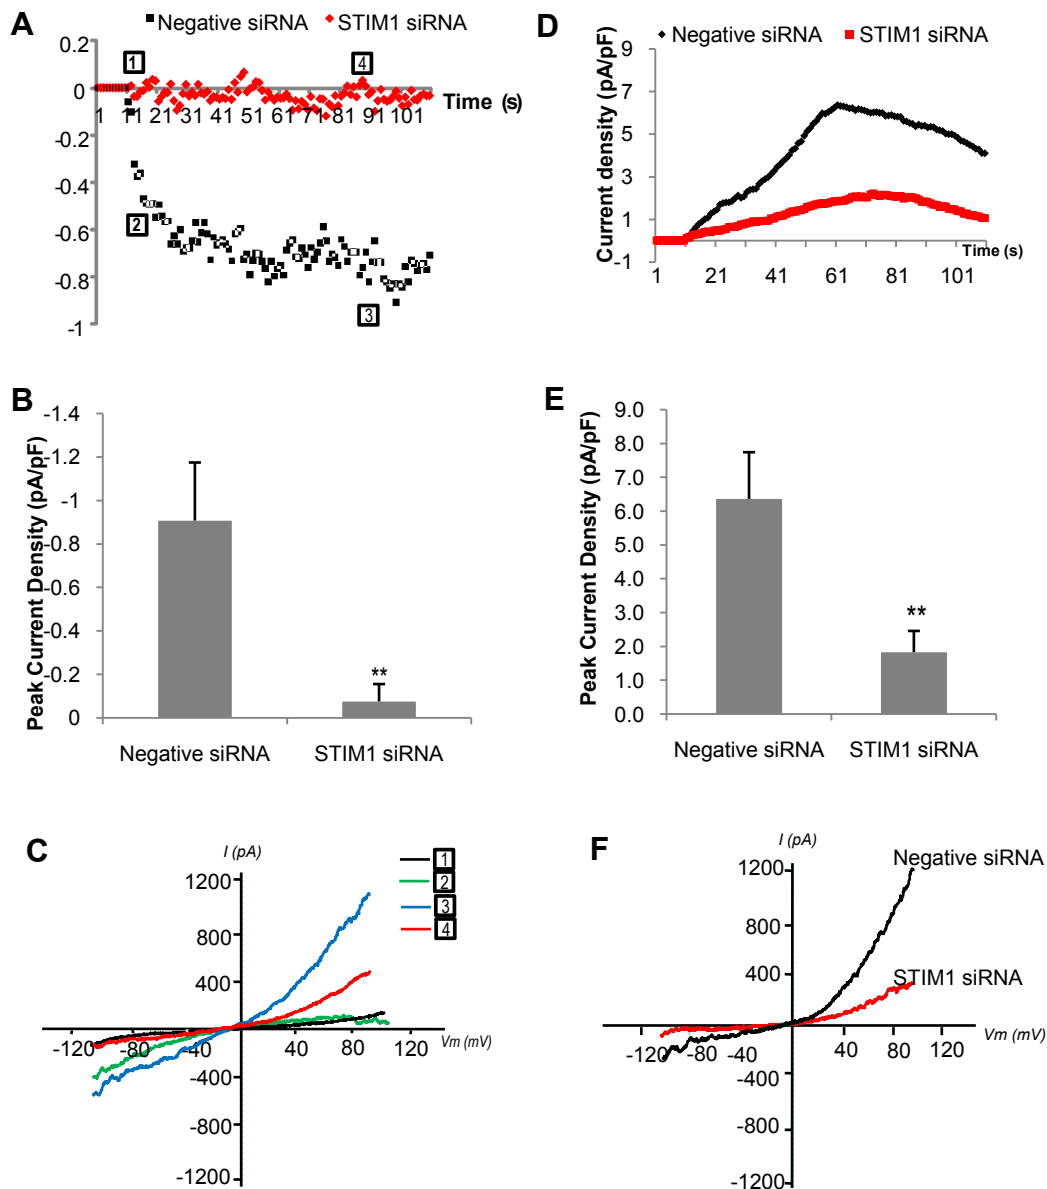 A
Negative siRNA STIM1 siRNA
0.2
0
-0.2
-0.4
-0.6
-0.8
-1
1 4
2
3
1 11 21 31 41 51 61 71 81 91 101
Time (s)
D
Negative siRNA STIM1 siRNA
Current density (pA/pF)
9
7
5
3
1
-1
1 21 41 61 81 101
Time (s)
B
Peak Current Density (pA/pF)
-1.4
-1.2
-1
-0.8
-0.6
-0.4
-0.2
0
**
Negative siRNA STIM1 siRNA
E
Peak Current Density (pA/pF)
9.0
8.0
7.0
6.0
5.0
4.0
3.0
2.0
1.0
0.0
**
Negative siRNA STIM1 siRNA
C
I (pA)
1200
800
400
-400
-800
-1200
-120 -80 -40 40 80 120
Vm (mV)
1
2
3
4
F
I (pA)
1200
800
400
-400
-800
-1200
-120 -80 -40 40 80 120
Vm (mV)
Negative siRNA
STIM1 siRNA